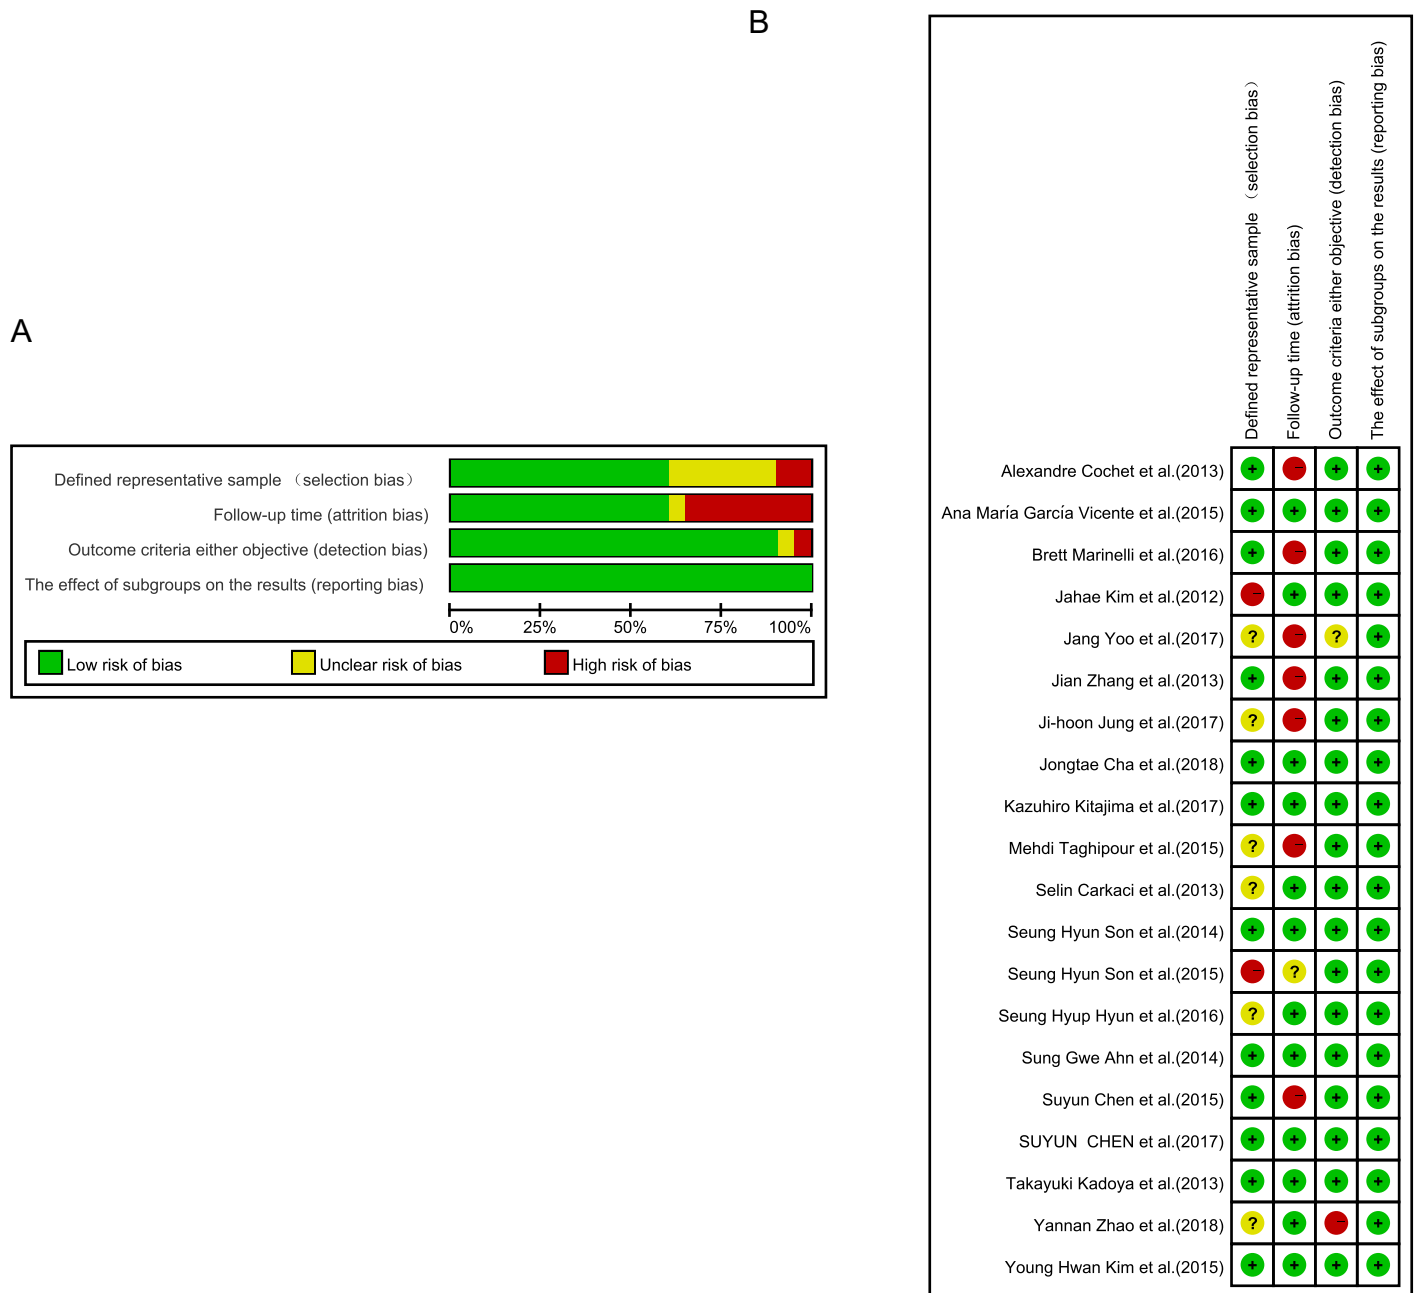 A
Defined representative sample （selection bias）
Follow-up time (attrition bias)
Outcome criteria either objective (detection bias)
The effect of subgroups on the results (reporting bias)
0% 25% 50% 75% 100%
Low risk of bias Unclear risk of bias High risk of bias
B
Defined representative sample （selection bias）
Follow-up time (attrition bias)
Outcome criteria either objective (detection bias)
The effect of subgroups on the results (reporting bias)
Alexandre Cochet et al.(2013) + - + +
Ana María García Vicente et al.(2015) + + + +
Brett Marinelli et al.(2016) + - + +
Jahae Kim et al.(2012) - + + +
Jang Yoo et al.(2017) ? - ? +
Jian Zhang et al.(2013) + - + +
Ji-hoon Jung et al.(2017) ? - + +
Jongtae Cha et al.(2018) + + + +
Kazuhiro Kitajima et al.(2017) + + + +
Mehdi Taghipour et al.(2015) ? - + +
Selin Carkaci et al.(2013) ? + + +
Seung Hyun Son et al.(2014) + + + +
Seung Hyun Son et al.(2015) - ? + +
Seung Hyup Hyun et al.(2016) ? + + +
Sung Gwe Ahn et al.(2014) + + + +
Suyun Chen et al.(2015) + - + +
SUYUN CHEN et al.(2017) + + + +
Takayuki Kadoya et al.(2013) + + + +
Yannan Zhao et al.(2018) ? + - +
Young Hwan Kim et al.(2015) + + + +